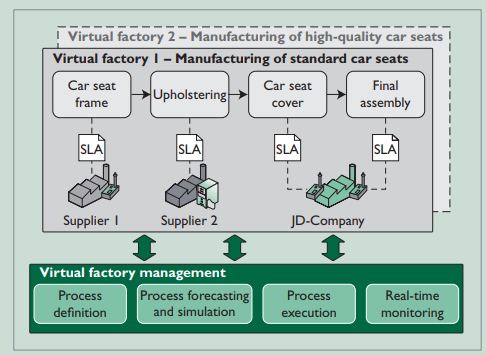 Virtual factory 2 – Manufacturing of high-quality car seats
Virtual factory 1 – Manufacturing of standard car seats
Car seat
frame
Upholstering
Car seat
cover
Final
assembly
SLA
SLA
SLA
SLA
Supplier 1
Supplier 2
JD-Company
Virtual factory management
Process
definition
Process forecasting
and simulation
Process
execution
Real-time
monitoring